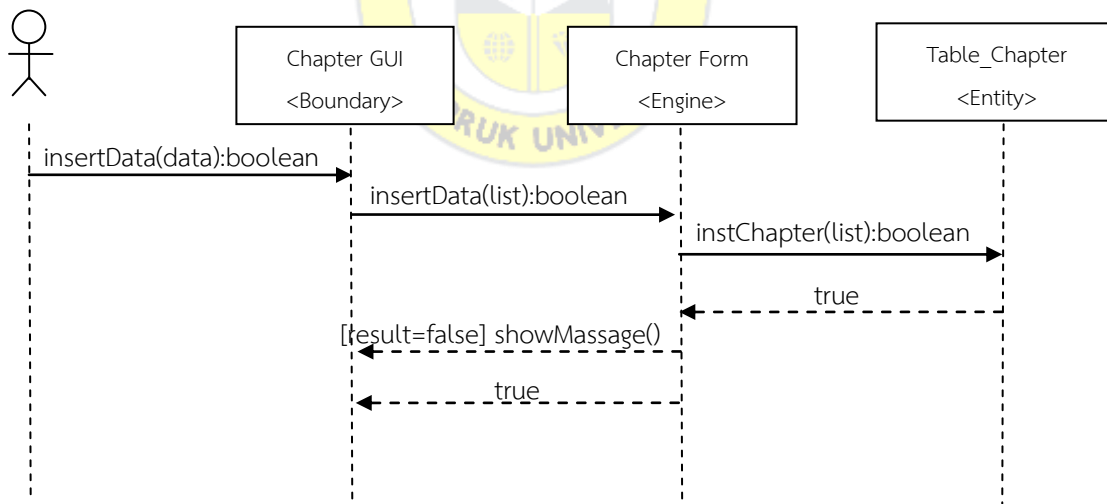 Chapter GUI
<Boundary>
Chapter Form
<Engine>
Table_Chapter
<Entity>
insertData(data):boolean
insertData(list):boolean
instChapter(list):boolean
true
[result=false] showMassage()
true